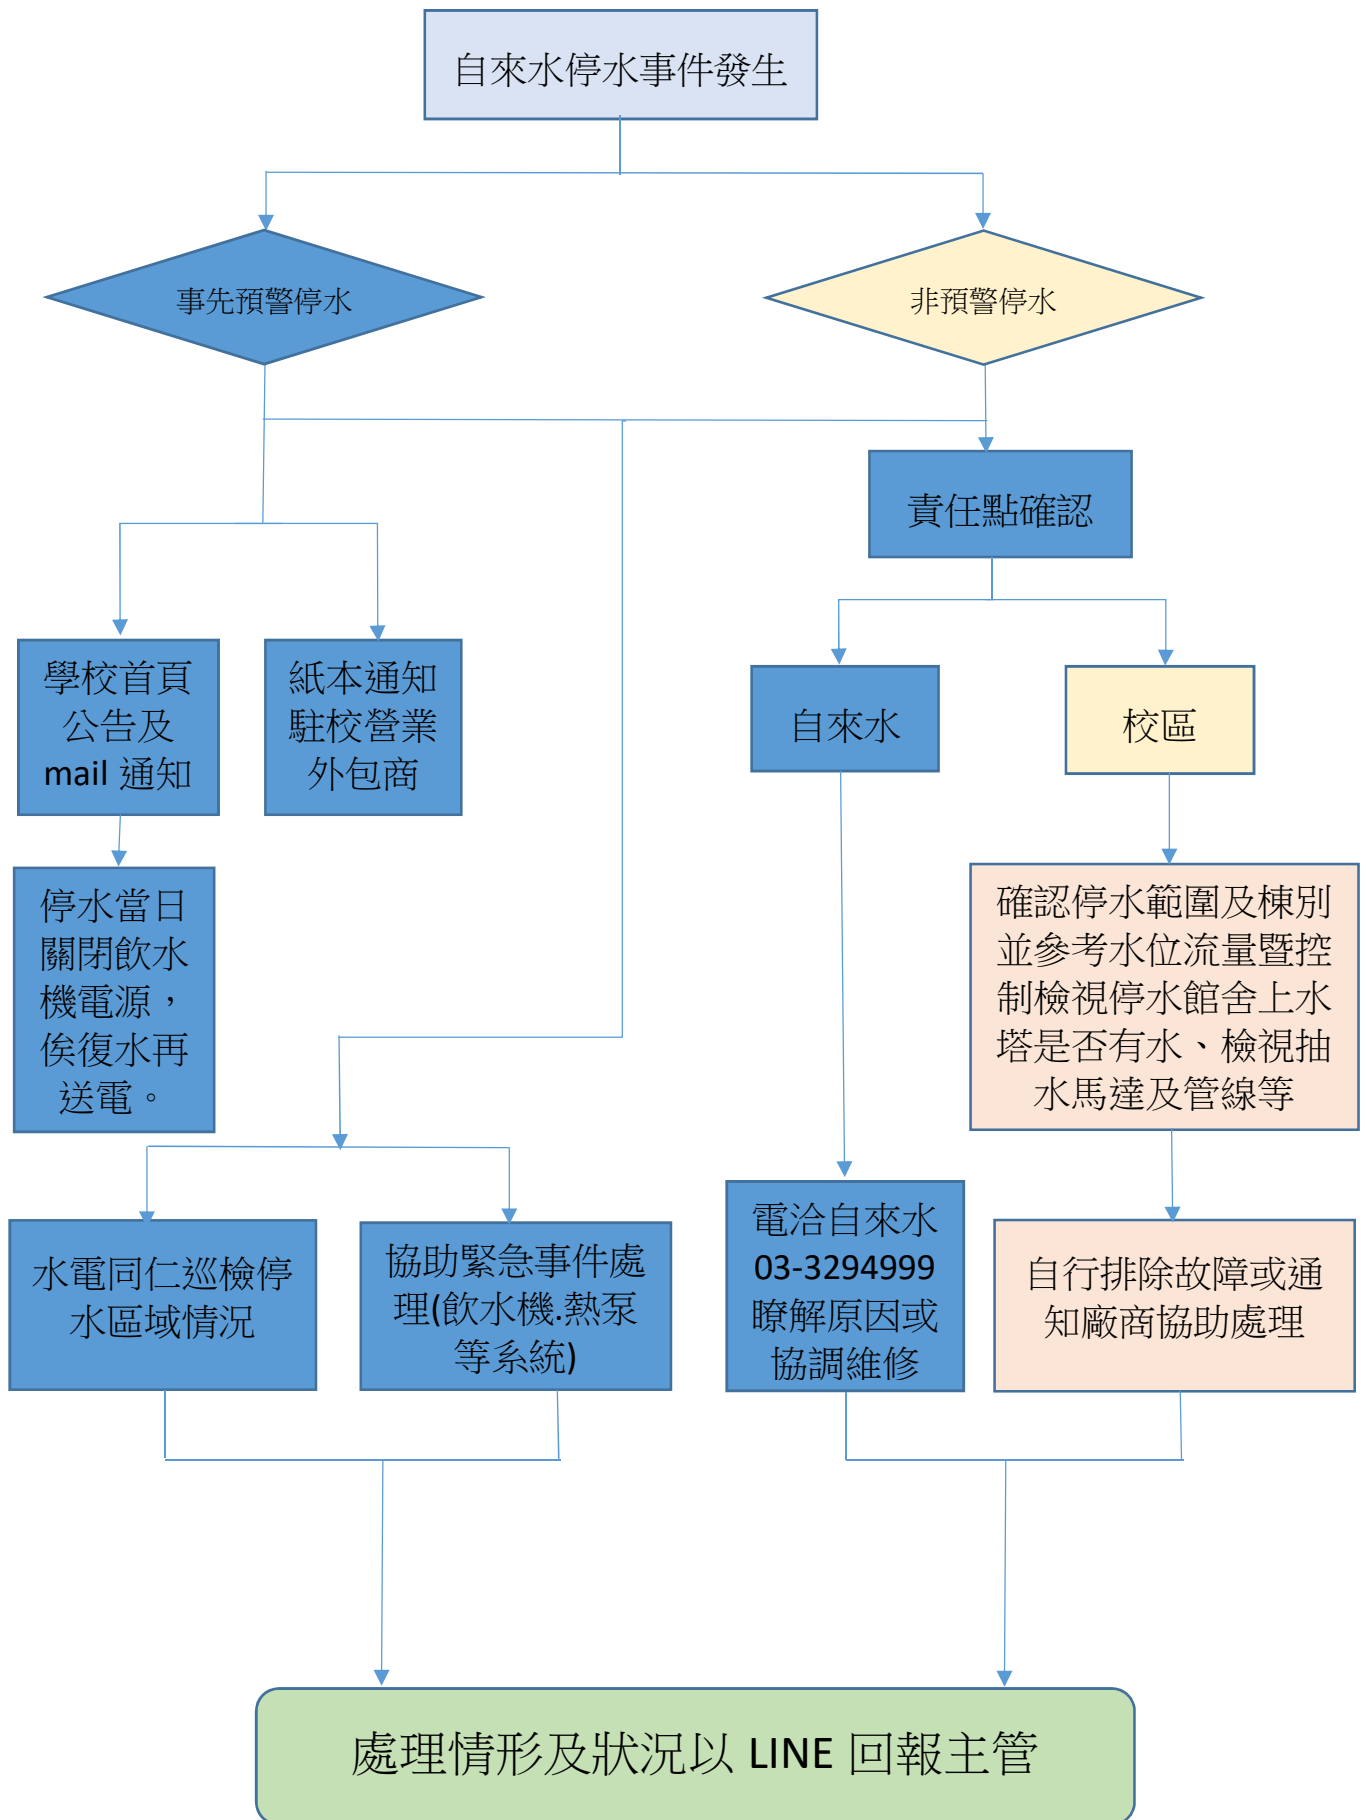 自來水停水事件發生
事先預警停水
非預警停水
責任點確認
學校首頁
公告及
mail 通知
紙本通知
駐校營業
外包商
自來水
校區
停水當日
關閉飲水
機電源，
俟復水再
送電。
確認停水範圍及棟別
並參考水位流量暨控
制檢視停水館舍上水
塔是否有水、檢視抽
水馬達及管線等
水電同仁巡檢停
水區域情況
協助緊急事件處
理(飲水機.熱泵
等系統)
電洽自來水
03-3294999
瞭解原因或
協調維修
自行排除故障或通
知廠商協助處理
處理情形及狀況以 LINE 回報主管